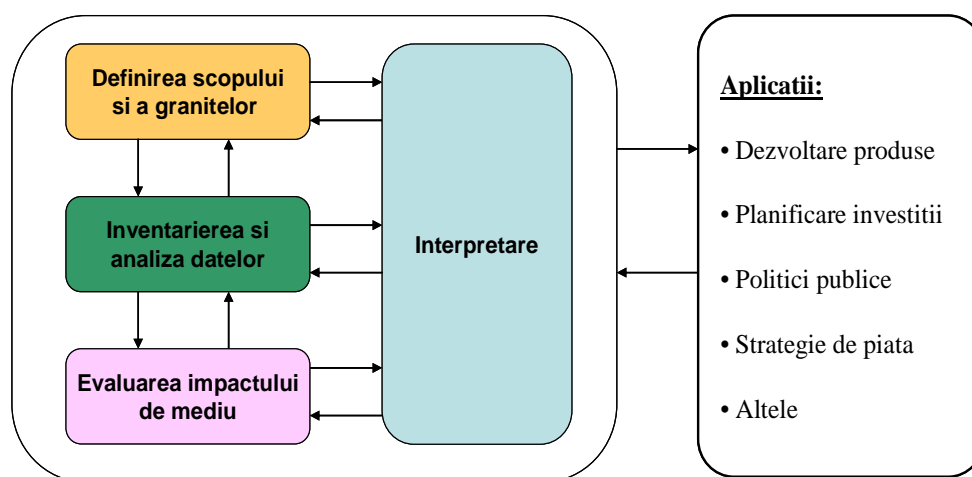 Definirea scopului
si a granitelor
Inventarierea si
analiza datelor
Evaluarea impactului
de mediu
Interpretare
Aplicatii:
• Dezvoltare produse
• Planificare investitii
• Politici publice
• Strategie de piata
• Altele